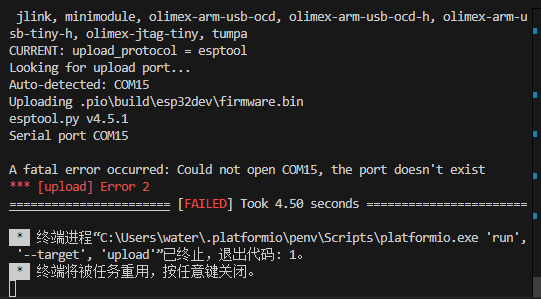 jlink, minimodule, olimex-arm-usb-ocd, olimex-arm-usb-ocd-h, olimex-arm-u
sb-tiny-h, olimex-jtag-tiny, tumpa
CURRENT: upload_protocol = esptool
Looking for upload port...
Auto-detected: COM15
Uploading .pio\build\esp32dev\firmware.bin
esptool.py v4.5.1
Serial port COM15
A fatal error occurred: Could not open COM15, the port doesn't exist
*** [upload] Error 2
======================== [FAILED] Took 4.50 seconds ========================
* 终端进程“C:\Users\water\.platformio\penv\Scripts\platformio.exe 'run',
'--target', 'upload'”已终止，退出代码: 1。
* 终端将被任务重用，按任意键关闭。